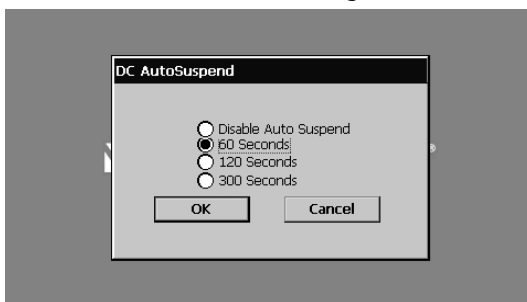 DC AutoSuspend
Disable Auto Suspend
60 Seconds
120 Seconds
300 Seconds
OK Cancel